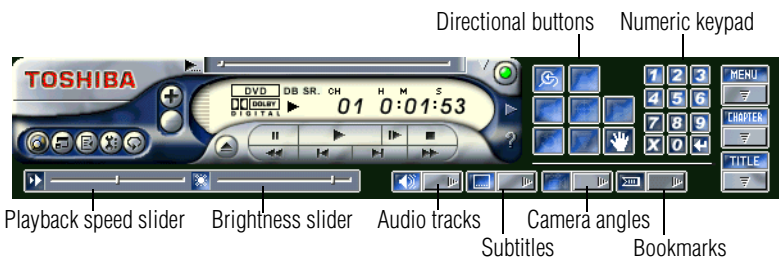 Directional buttons
Numeric keypad
TOSHIBA
DVD DB SR. CH H M S
DOLBY
DIGITAL
01 0:01:53
?
1 2 3
4 5 6
7 8 9
X 0
MENU
CHAPTER
TITLE
Playback speed slider
Brightness slider
Audio tracks
Subtitles
Camera angles
Bookmarks